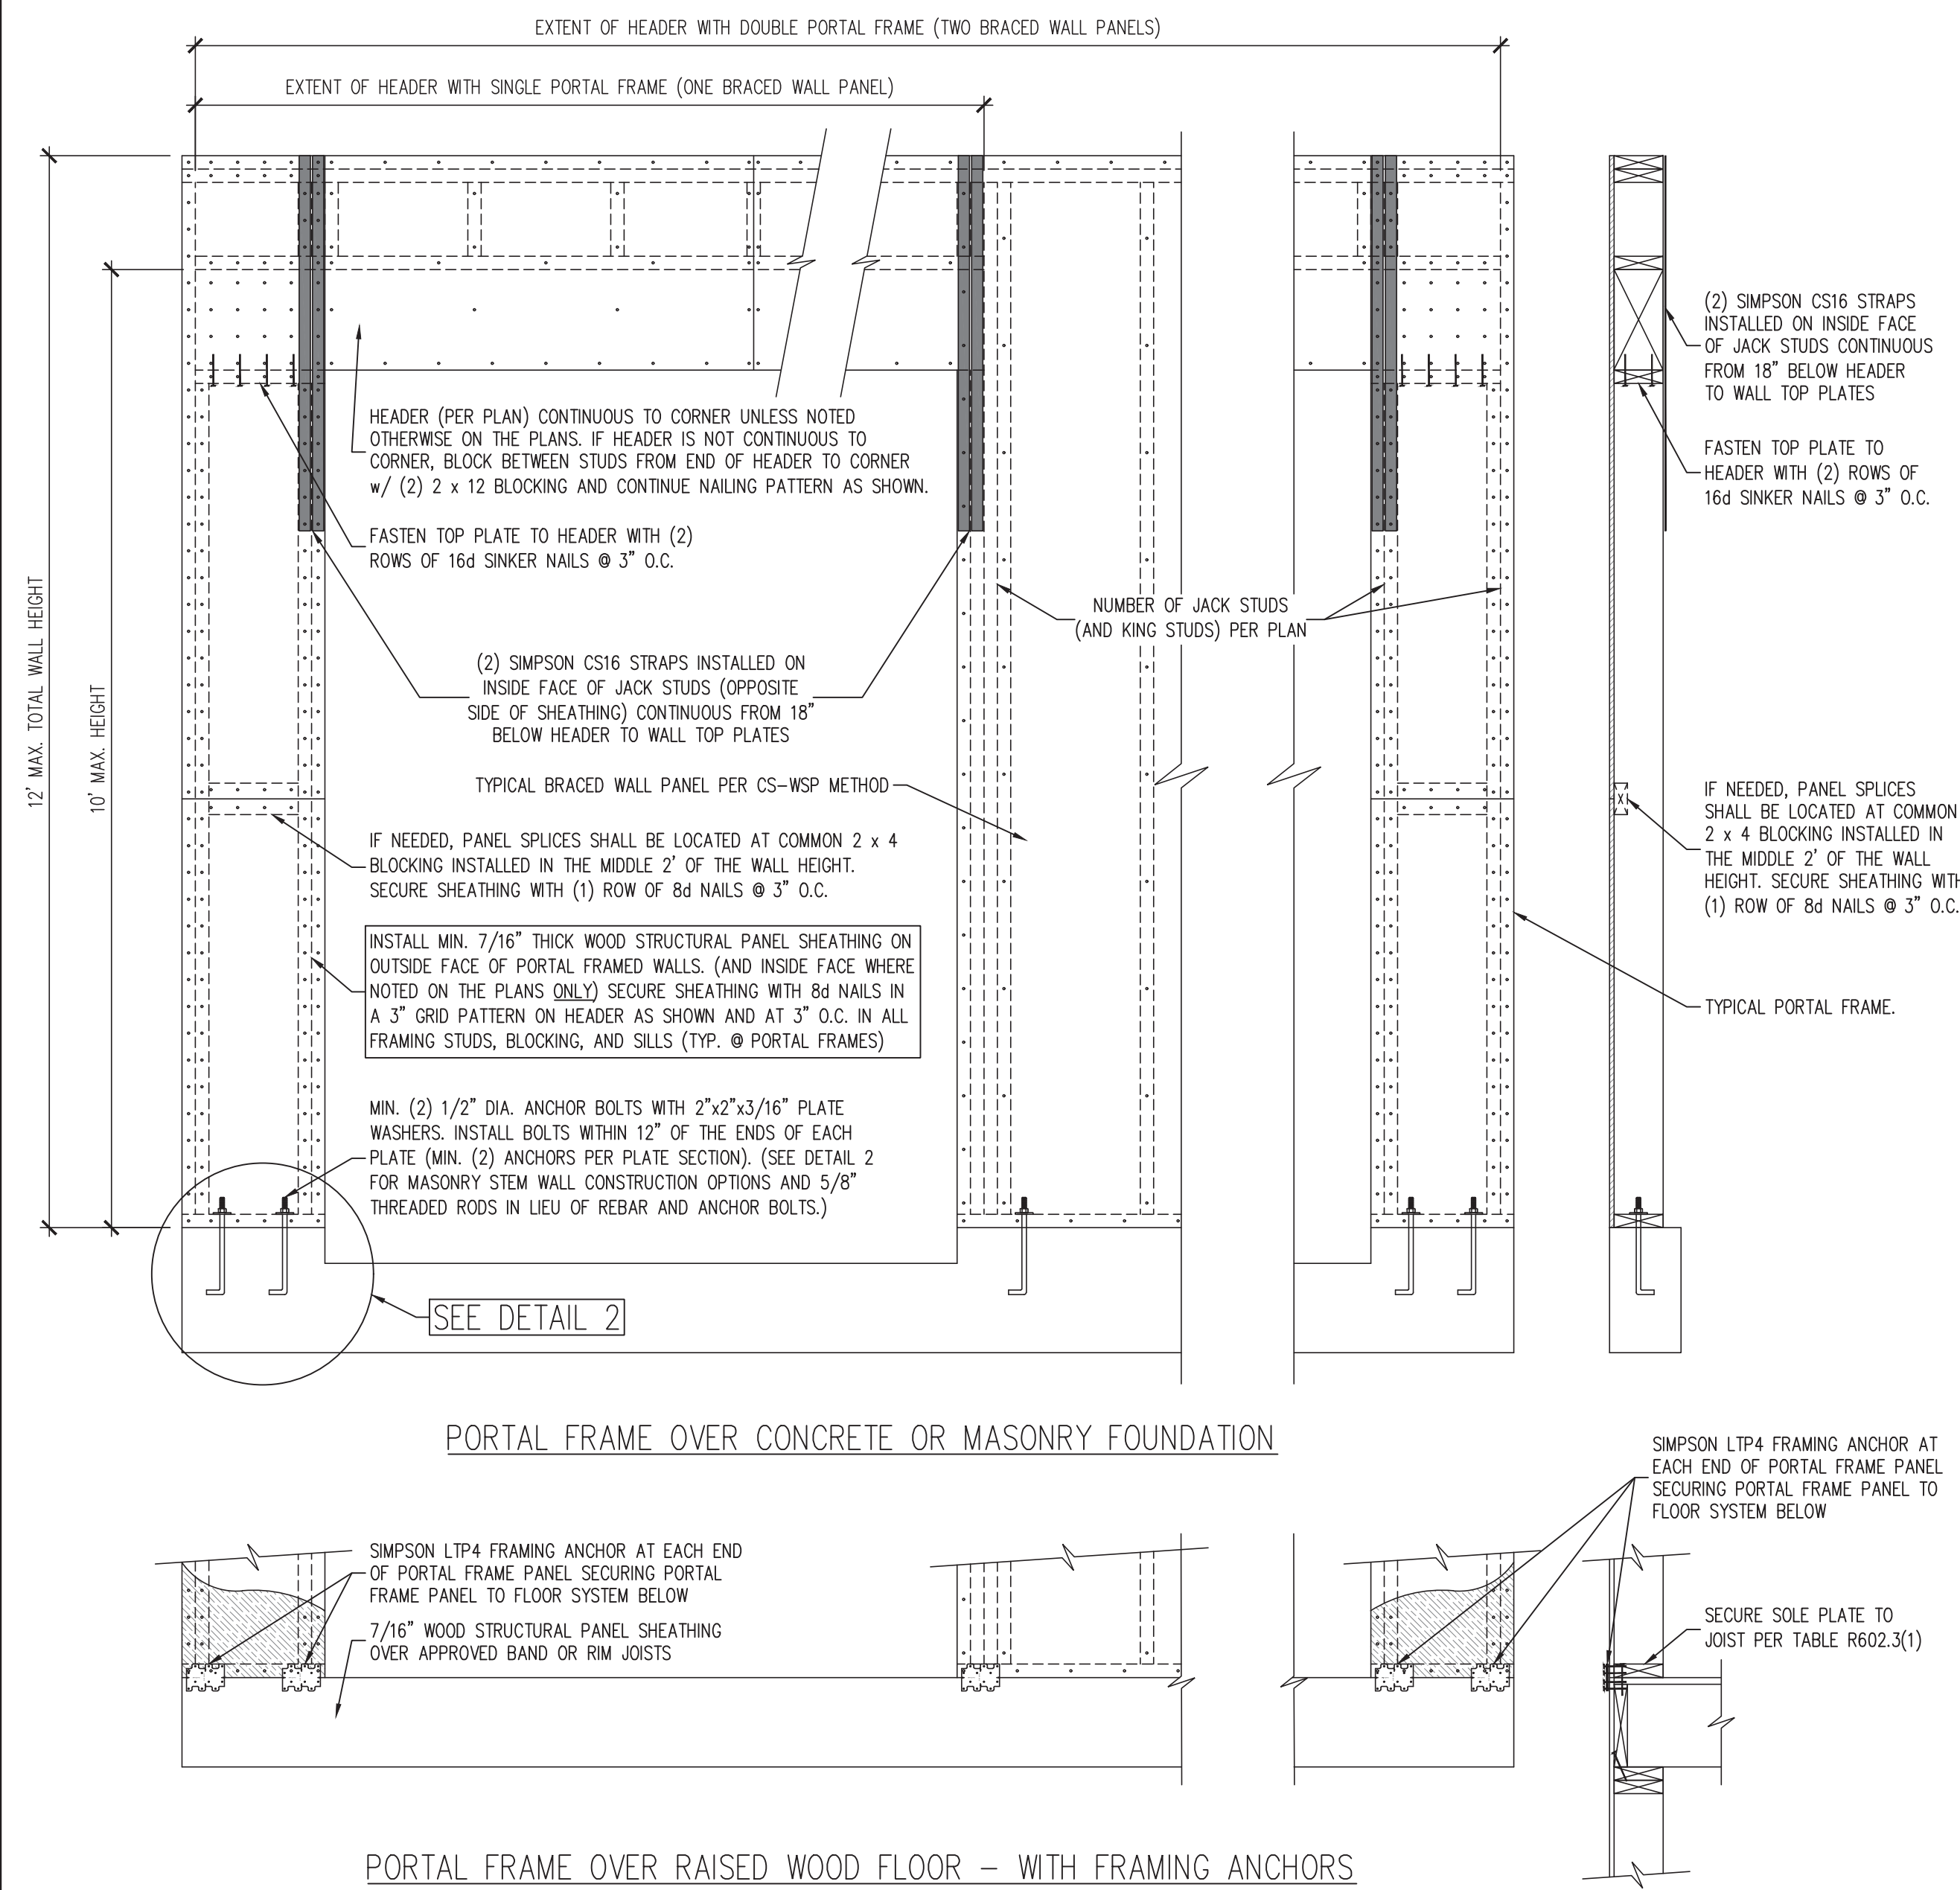 EXTENT OF HEADER WITH DOUBLE PORTAL FRAME (TWO BRACED WALL PANELS)
EXTENT OF HEADER WITH SINGLE PORTAL FRAME (ONE BRACED WALL PANEL)
12' MAX. TOTAL WALL HEIGHT
10' MAX. HEIGHT
HEADER (PER PLAN) CONTINUOUS TO CORNER UNLESS NOTED
OTHERWISE ON THE PLANS. IF HEADER IS NOT CONTINUOUS TO
CORNER, BLOCK BETWEEN STUDS FROM END OF HEADER TO CORNER
w/ (2) 2 x 12 BLOCKING AND CONTINUE NAILING PATTERN AS SHOWN.
FASTEN TOP PLATE TO HEADER WITH (2)
ROWS OF 16d SINKER NAILS @ 3" O.C.
NUMBER OF JACK STUDS
(AND KING STUDS) PER PLAN
(2) SIMPSON CS16 STRAPS INSTALLED ON
INSIDE FACE OF JACK STUDS (OPPOSITE
SIDE OF SHEATHING) CONTINUOUS FROM 18"
BELOW HEADER TO WALL TOP PLATES
TYPICAL BRACED WALL PANEL PER CS-WSP METHOD
IF NEEDED, PANEL SPLICES SHALL BE LOCATED AT COMMON 2 x 4
BLOCKING INSTALLED IN THE MIDDLE 2' OF THE WALL HEIGHT.
SECURE SHEATHING WITH (1) ROW OF 8d NAILS @ 3" O.C.
INSTALL MIN. 7/16" THICK WOOD STRUCTURAL PANEL SHEATHING ON
OUTSIDE FACE OF PORTAL FRAMED WALLS. (AND INSIDE FACE WHERE
NOTED ON THE PLANS ONLY) SECURE SHEATHING WITH 8d NAILS IN
A 3" GRID PATTERN ON HEADER AS SHOWN AND AT 3" O.C. IN ALL
FRAMING STUDS, BLOCKING, AND SILLS (TYP. @ PORTAL FRAMES)
MIN. (2) 1/2" DIA. ANCHOR BOLTS WITH 2"x2"x3/16" PLATE
WASHERS. INSTALL BOLTS WITHIN 12" OF THE ENDS OF EACH
PLATE (MIN. (2) ANCHORS PER PLATE SECTION). (SEE DETAIL 2
FOR MASONRY STEM WALL CONSTRUCTION OPTIONS AND 5/8"
THREADED RODS IN LIEU OF REBAR AND ANCHOR BOLTS.)
SEE DETAIL 2
(2) SIMPSON CS16 STRAPS
INSTALLED ON INSIDE FACE
OF JACK STUDS CONTINUOUS
FROM 18" BELOW HEADER
TO WALL TOP PLATES
FASTEN TOP PLATE TO
HEADER WITH (2) ROWS OF
16d SINKER NAILS @ 3" O.C.
IF NEEDED, PANEL SPLICES
SHALL BE LOCATED AT COMMON
2 x 4 BLOCKING INSTALLED IN
THE MIDDLE 2' OF THE WALL
HEIGHT. SECURE SHEATHING WITH
(1) ROW OF 8d NAILS @ 3" O.C.
TYPICAL PORTAL FRAME.
PORTAL FRAME OVER CONCRETE OR MASONRY FOUNDATION
SIMPSON LTP4 FRAMING ANCHOR AT
EACH END OF PORTAL FRAME PANEL
SECURING PORTAL FRAME PANEL TO
FLOOR SYSTEM BELOW
SIMPSON LTP4 FRAMING ANCHOR AT EACH END
OF PORTAL FRAME PANEL SECURING PORTAL
FRAME PANEL TO FLOOR SYSTEM BELOW
7/16" WOOD STRUCTURAL PANEL SHEATHING
OVER APPROVED BAND OR RIM JOISTS
SECURE SOLE PLATE TO
JOIST PER TABLE R602.3(1)
PORTAL FRAME OVER RAISED WOOD FLOOR - WITH FRAMING ANCHORS